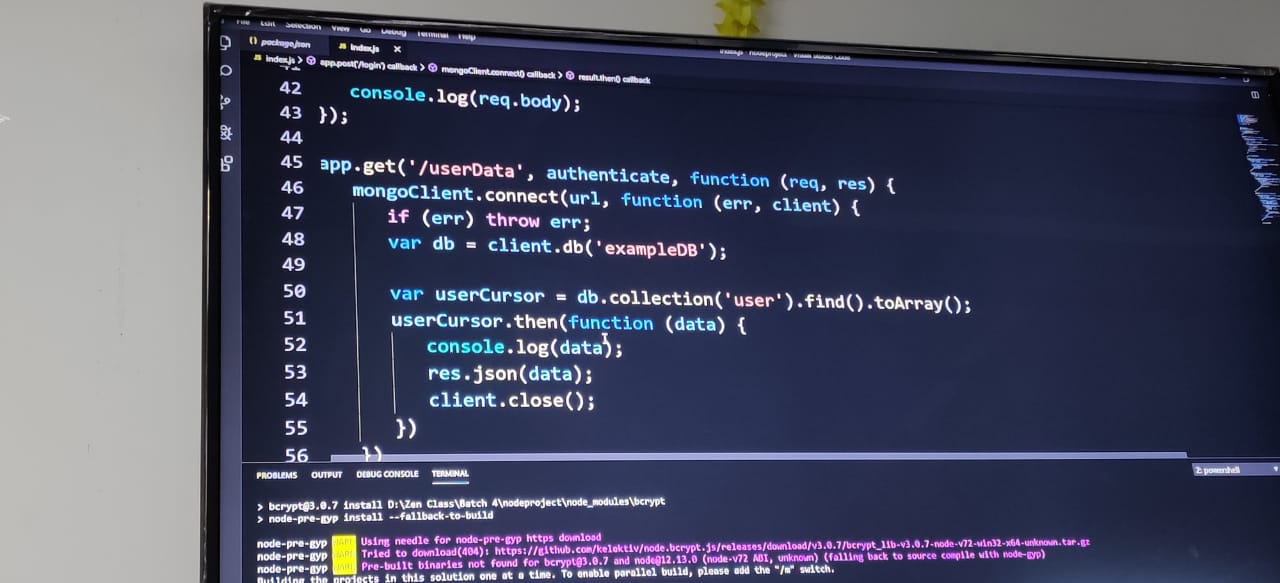 File Edit Selection View Go Debug Terminal Help
index.js - nodeproject - Visual Studio Code
{} package.json JS index.js ×
JS index.js > app.post('/login') callback > mongoClient.connect() callback > result.then() callback
42 console.log(req.body);
43 });
44
45 app.get('/userData', authenticate, function (req, res) {
46 mongoClient.connect(url, function (err, client) {
47 if (err) throw err;
48 var db = client.db('exampleDB');
49
50 var userCursor = db.collection('user').find().toArray();
51 userCursor.then(function (data) {
52 console.log(data);
53 res.json(data);
54 client.close();
55 })
56 })
PROBLEMS OUTPUT DEBUG CONSOLE TERMINAL 2: powershell
> bcrypt@3.0.7 install D:\Zen Class\Batch 4\nodeproject\node_modules\bcrypt
> node-pre-gyp install --fallback-to-build
node-pre-gyp WARN Using needle for node-pre-gyp https download
node-pre-gyp WARN Tried to download(404): https://github.com/kelektiv/node.bcrypt.js/releases/download/v3.0.7/bcrypt_lib-v3.0.7-node-v72-win32-x64-unknown.tar.gz
node-pre-gyp WARN Pre-built binaries not found for bcrypt@3.0.7 and node@12.13.0 (node-v72 ABI, unknown) (falling back to source compile with node-gyp)
Building the projects in this solution one at a time. To enable parallel build, please add the "/m" switch.